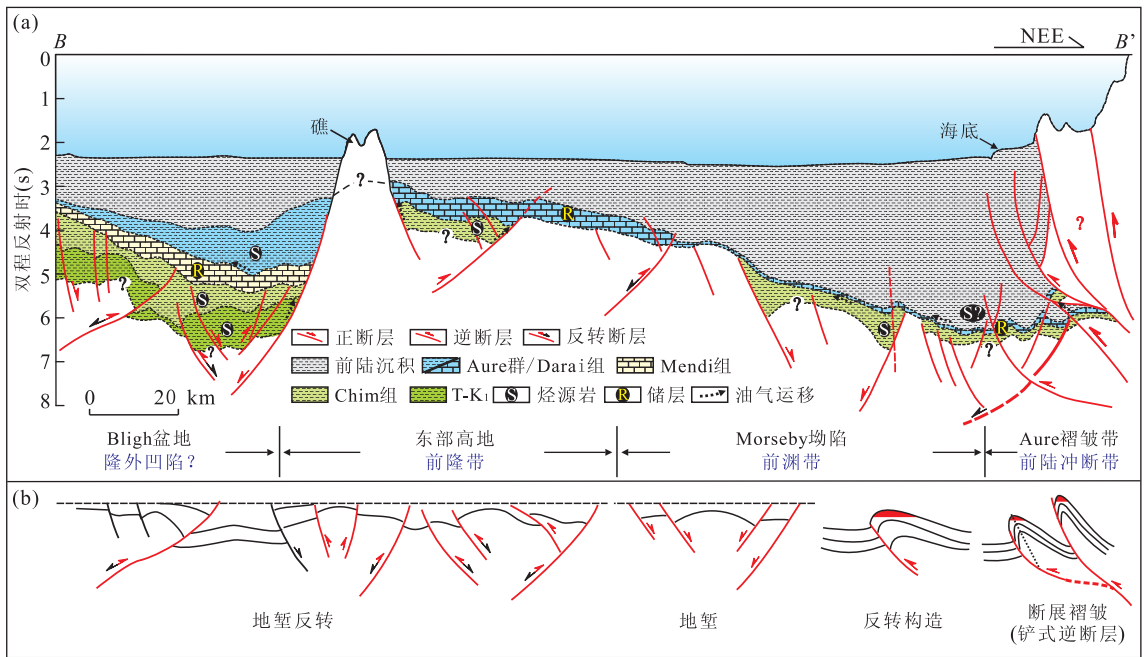 (a)
B
NEE
B'
0
1
2
3
4
5
6
7
8
双程反射时(s)
礁
海底
?
S
R
S
S
?
?
?
S
R
?
?
S
S?
R
?
?
正断层
逆断层
反转断层
前陆沉积
Aure群/Darai组
Mendi组
Chim组
T-K₁
S
烃源岩
R
储层
油气运移
0 20 km
Bligh盆地
隆外凹陷?
东部高地
前隆带
Morseby坳陷
前渊带
Aure褶皱带
前陆冲断带
(b)
地堑反转
地堑
反转构造
断展褶皱
(铲式逆断层)